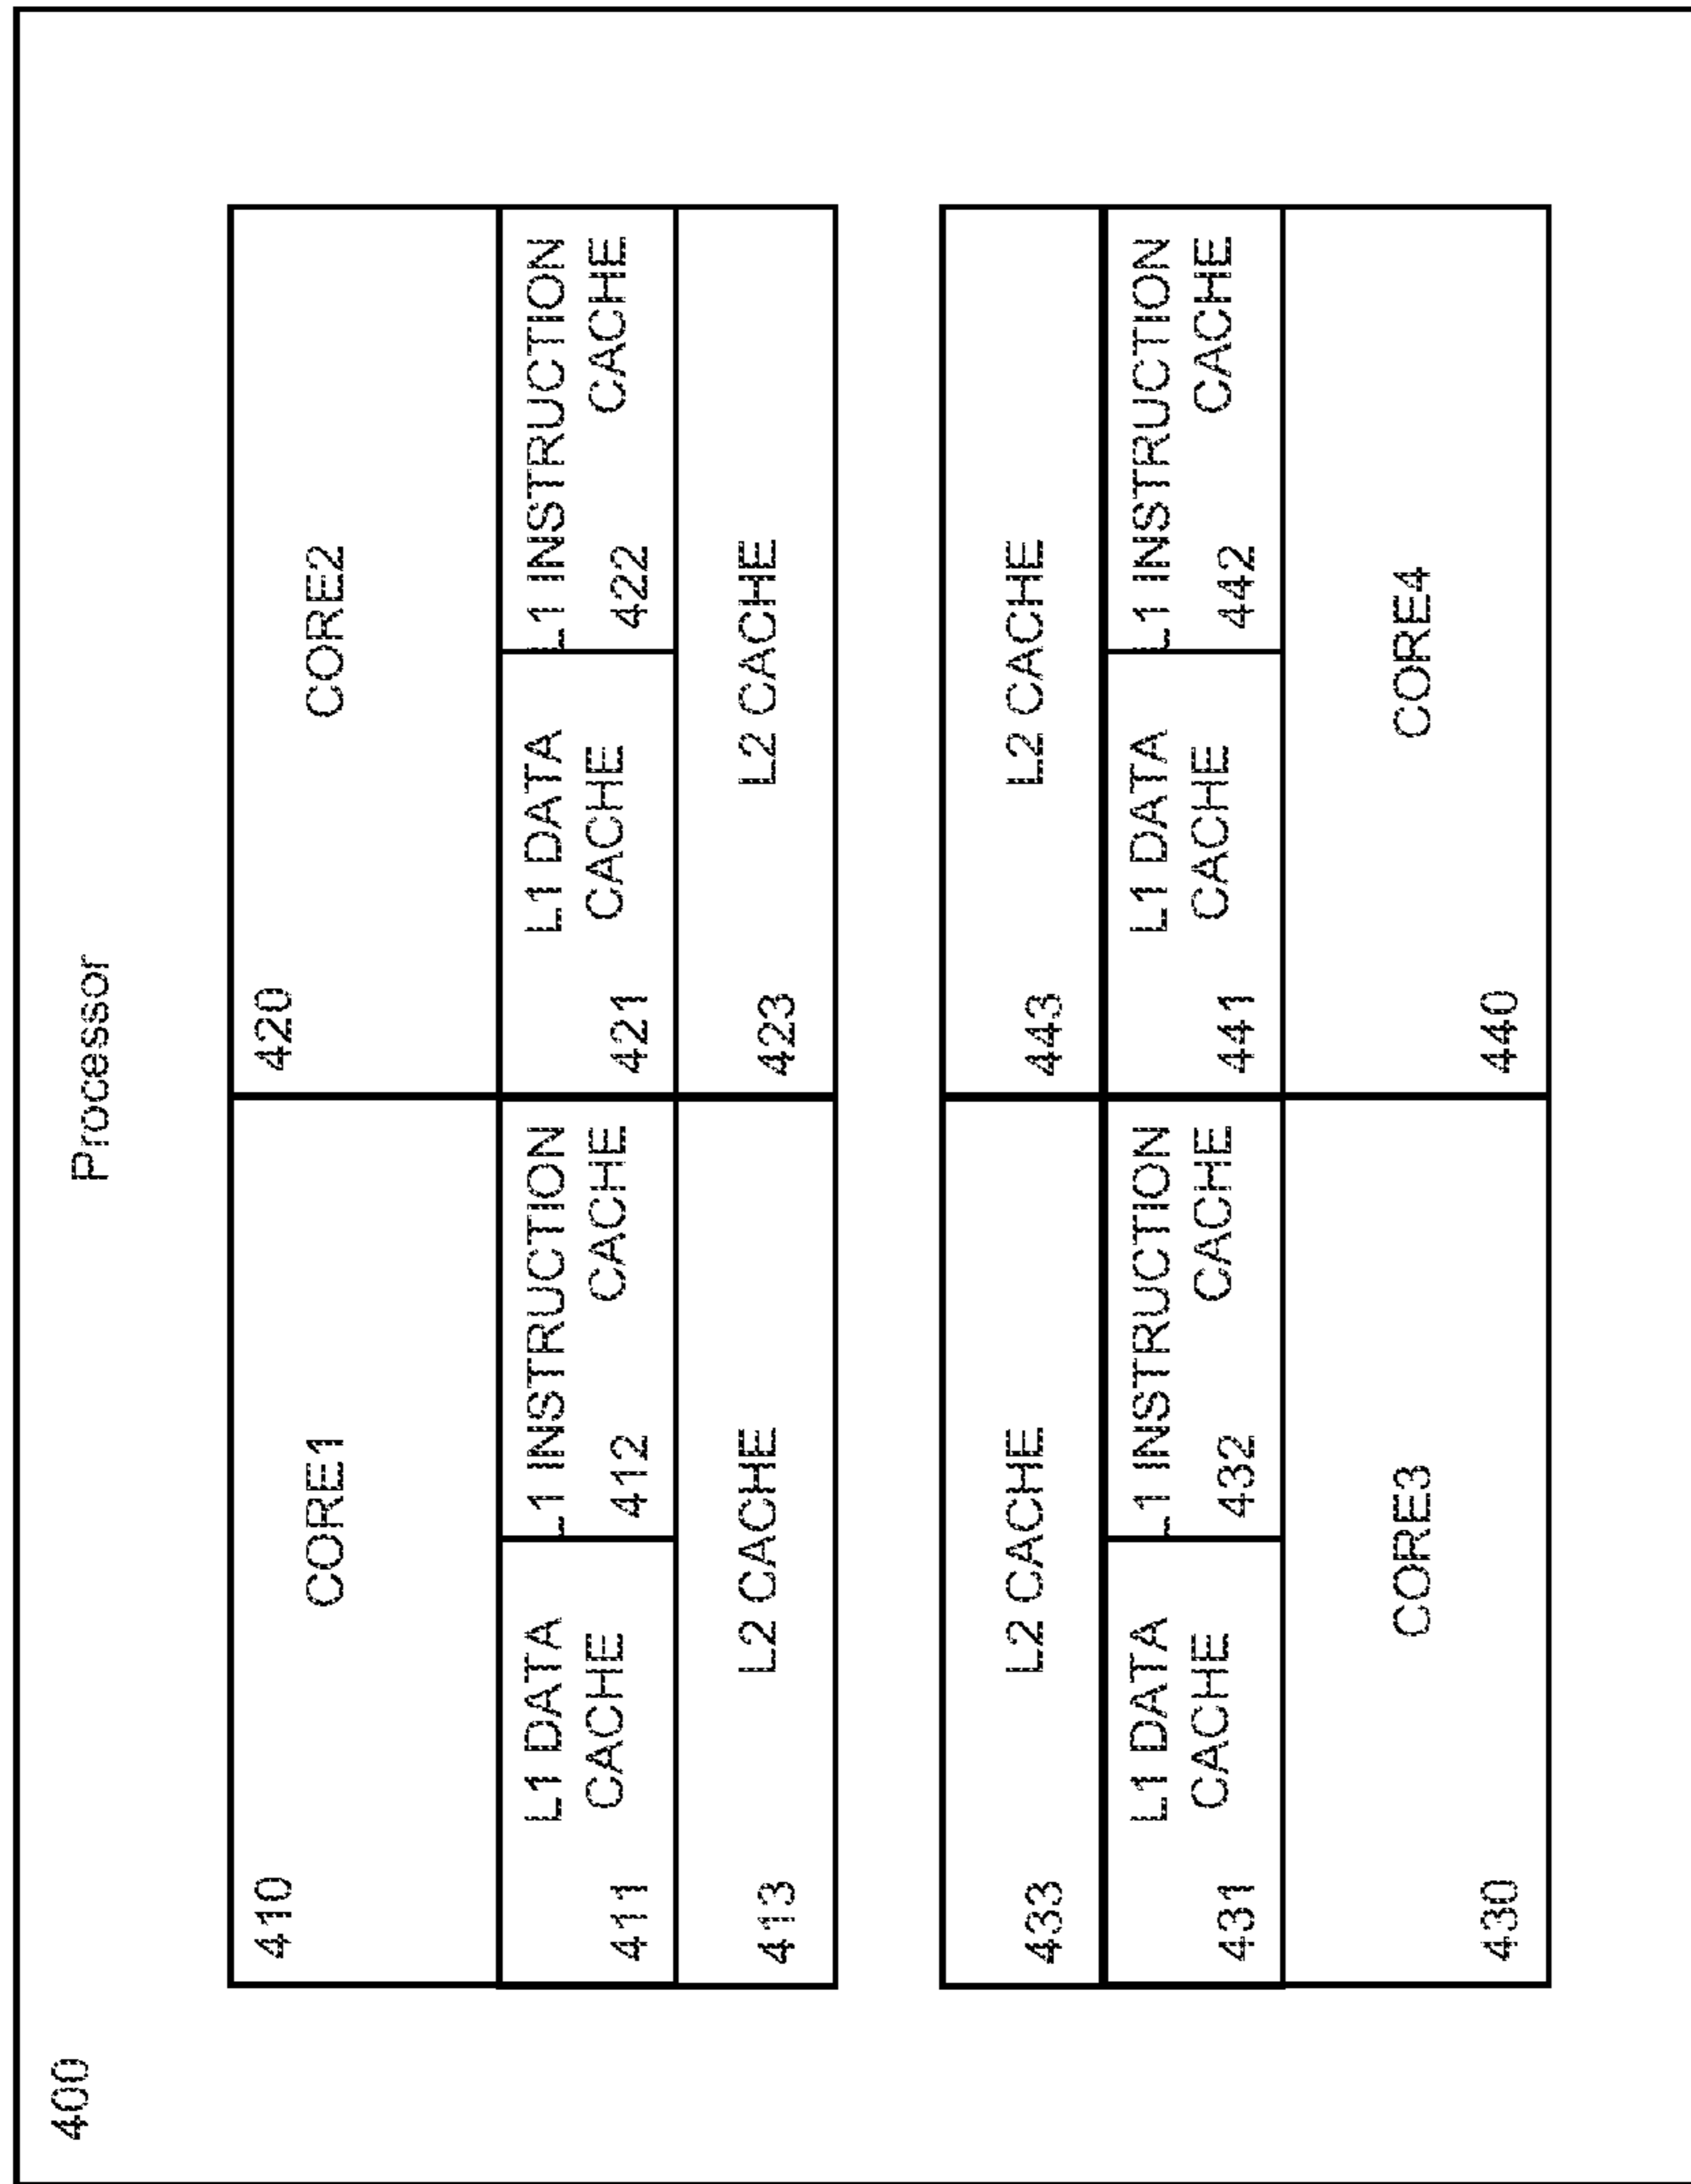 400
Processor
410
CORE1
420
CORE2
L1 DATA
CACHE
411
L1 INSTRUCTION
CACHE
412
L1 DATA
CACHE
421
L1 INSTRUCTION
CACHE
422
L2 CACHE
413
L2 CACHE
423
L2 CACHE
433
L2 CACHE
443
L1 DATA
CACHE
431
L1 INSTRUCTION
CACHE
432
L1 DATA
CACHE
441
L1 INSTRUCTION
CACHE
442
CORE3
430
CORE4
440